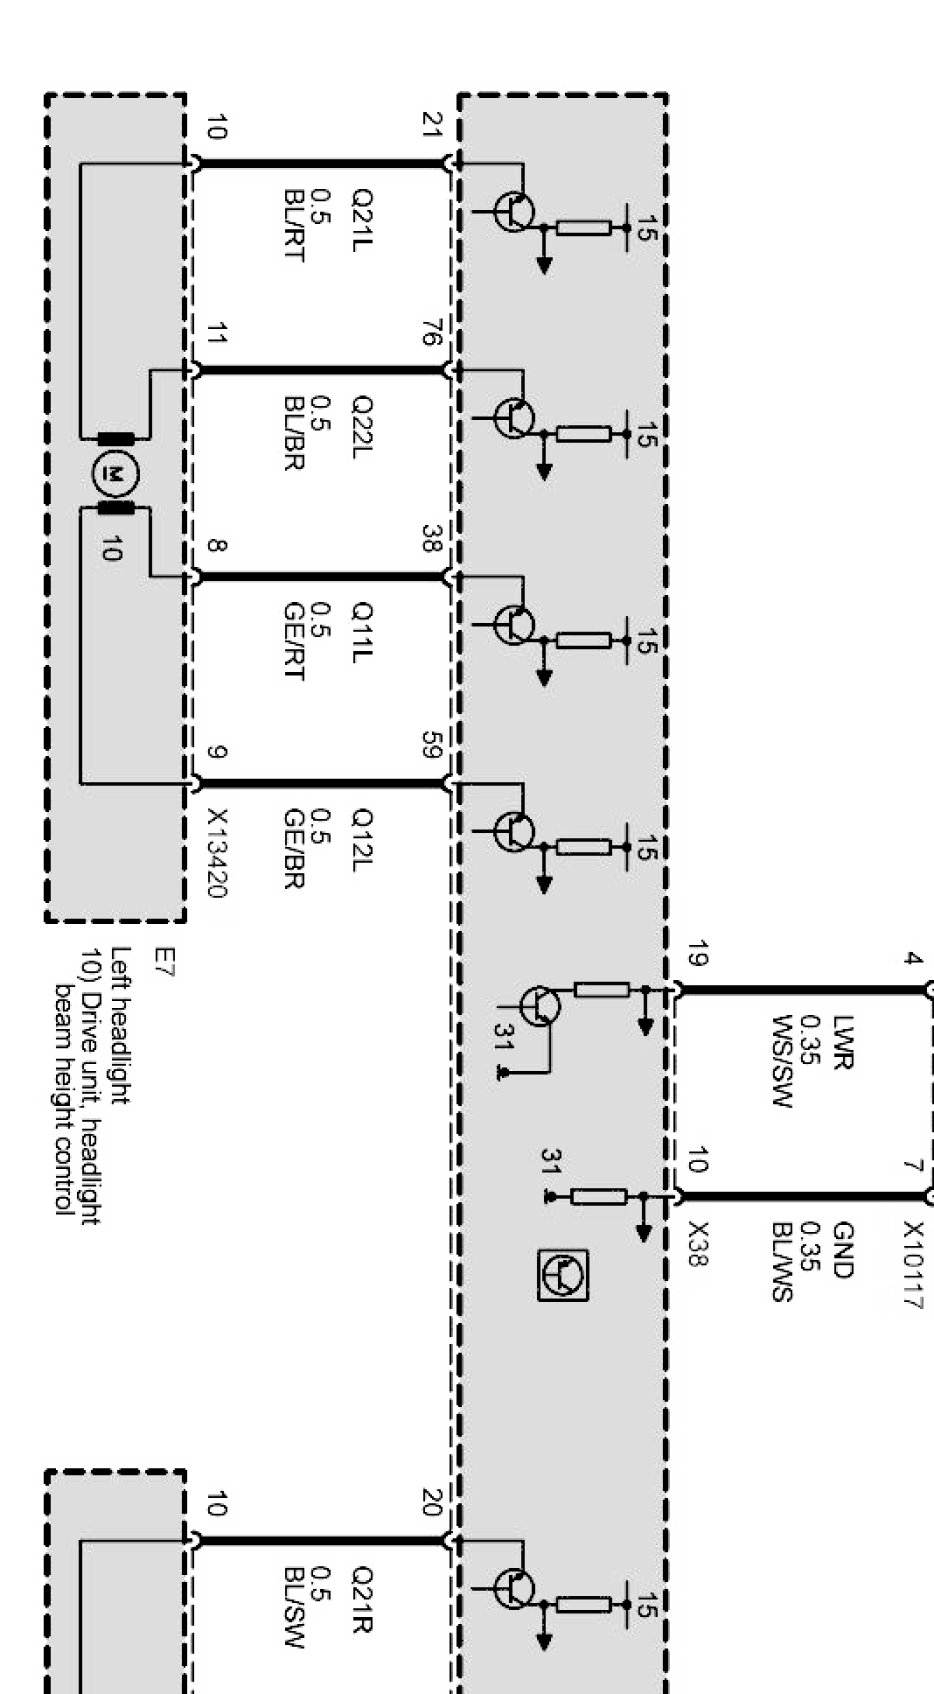 10
21
Q21L
0.5
BL/RT
15
11
76
Q22L
0.5
BL/BR
15
M
10
8
38
Q11L
0.5
GE/RT
15
9
59
X13420
Q12L
0.5
GE/BR
15
E7
Left headlight
10) Drive unit, headlight
beam height control
19
4
LWR
0.35
WS/SW
31
10
7
X38
GND
0.35
BL/WS
X10117
31
10
20
Q21R
0.5
BL/SW
15